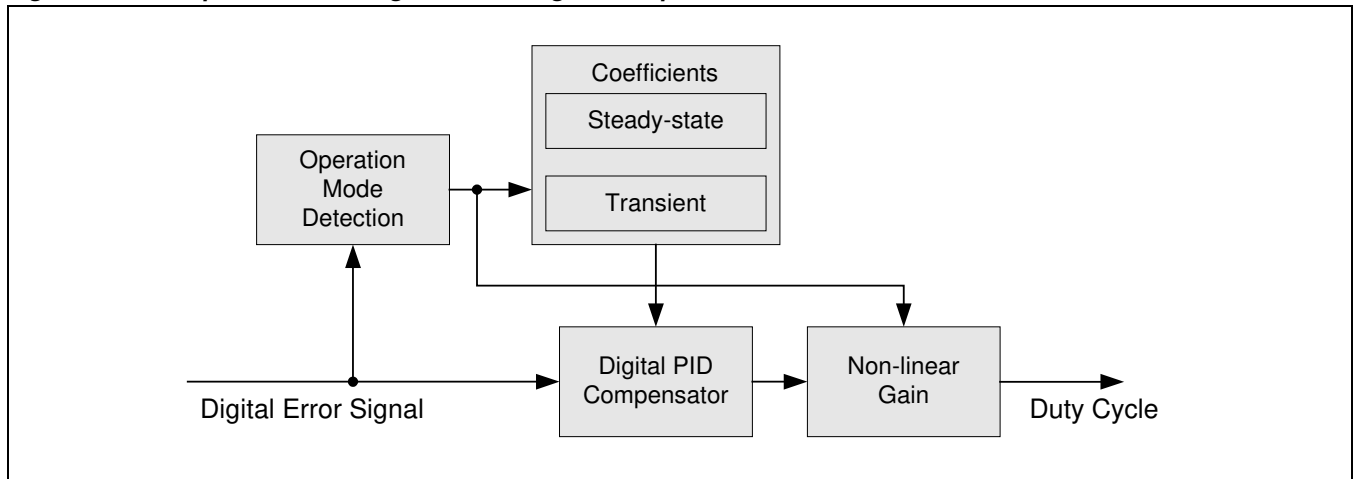 Coefficients
Steady-state
Transient
Operation
Mode
Detection
Digital PID
Compensator
Non-linear
Gain
Digital Error Signal
Duty Cycle